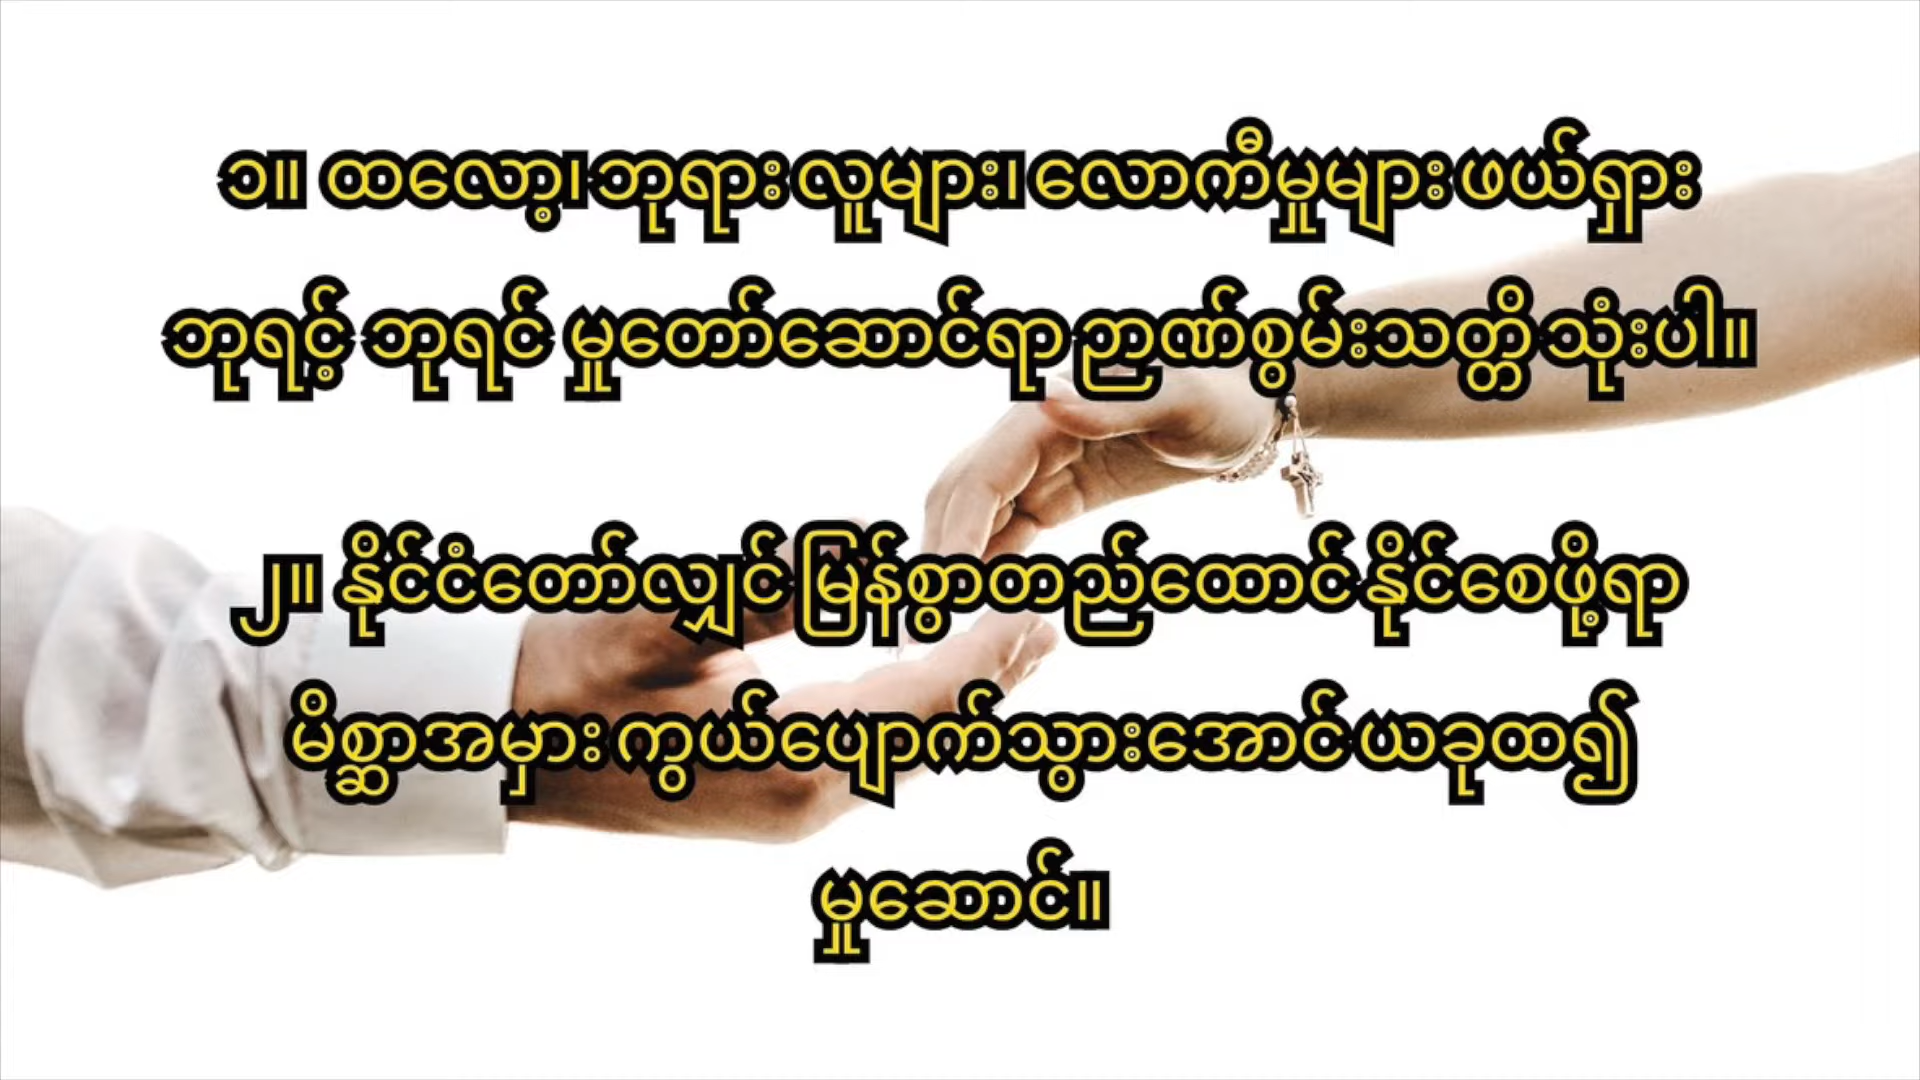 ၁။ ထလော့၊ ဘုရားလူများ၊ လောကီမှုများဖယ်ရှား
ဘုရင့် ဘုရင် မှုတော်ဆောင်ရာ ဉာဏ်စွမ်းသတ္တိ သုံးပါ။
၂။ နိုင်ငံတော်လျှင် မြန်စွာတည်ထောင် နိုင်စေဖို့ရာ
မိစ္ဆာအမှား ကွယ်ပျောက်သွားအောင် ယခုထ၍
မှုဆောင်။